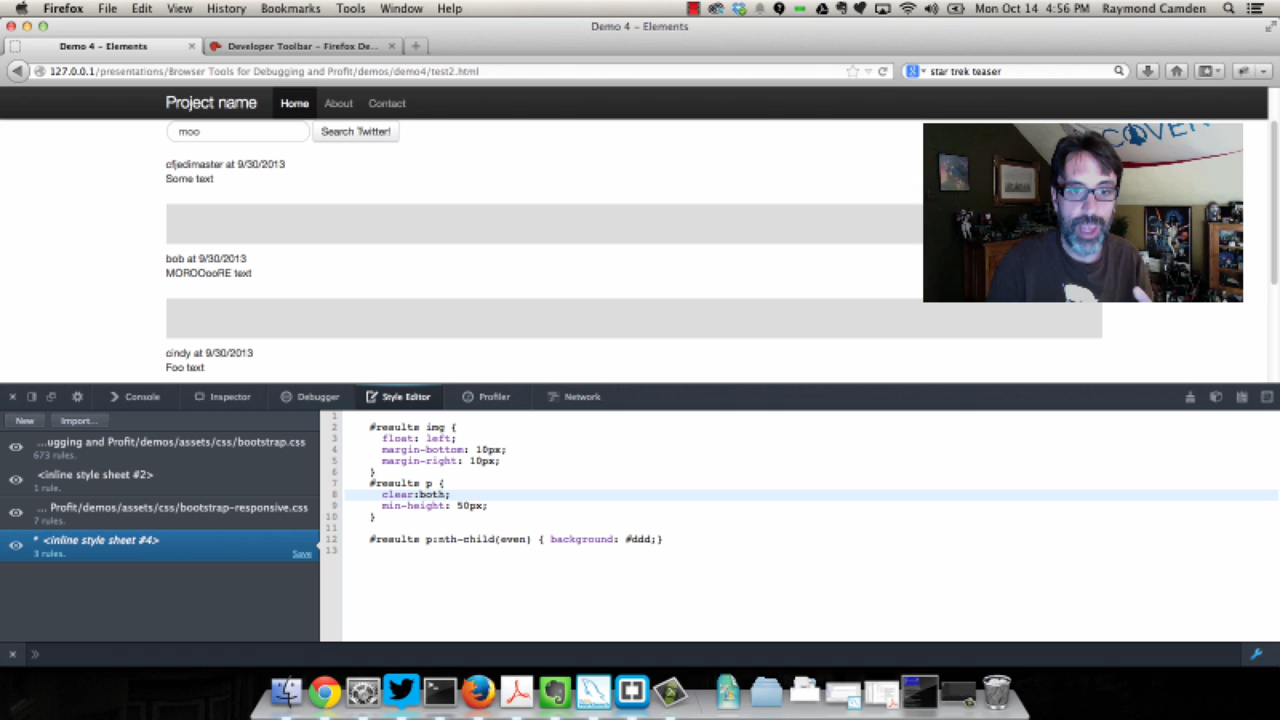 Firefox File Edit View History Bookmarks Tools Window Help Mon Oct 14 4:56 PM Raymond Camden
Demo 4 – Elements
Demo 4 – Elements × Developer Toolbar – Firefox De... × +
127.0.0.1/presentations/Browser Tools for Debugging and Profit/demos/demo4/test2.html star trek teaser
Project name Home About Contact
moo Search Twitter!
COVER
cfjedimaster at 9/30/2013
Some text
bob at 9/30/2013
MOROOooRE text
cindy at 9/30/2013
Foo text
Console Inspector Debugger Style Editor Profiler Network
New Import...
...ugging and Profit/demos/assets/css/bootstrap.css
673 rules.
<inline style sheet #2>
1 rule.
... Profit/demos/assets/css/bootstrap-responsive.css
7 rules.
* <inline style sheet #4>
3 rules. Save
1
2 #results img {
3 float: left;
4 margin-bottom: 10px;
5 margin-right: 10px;
6 }
7 #results p {
8 clear:both;
9 min-height: 50px;
10 }
11
12 #results p:nth-child(even) { background: #ddd;}
13